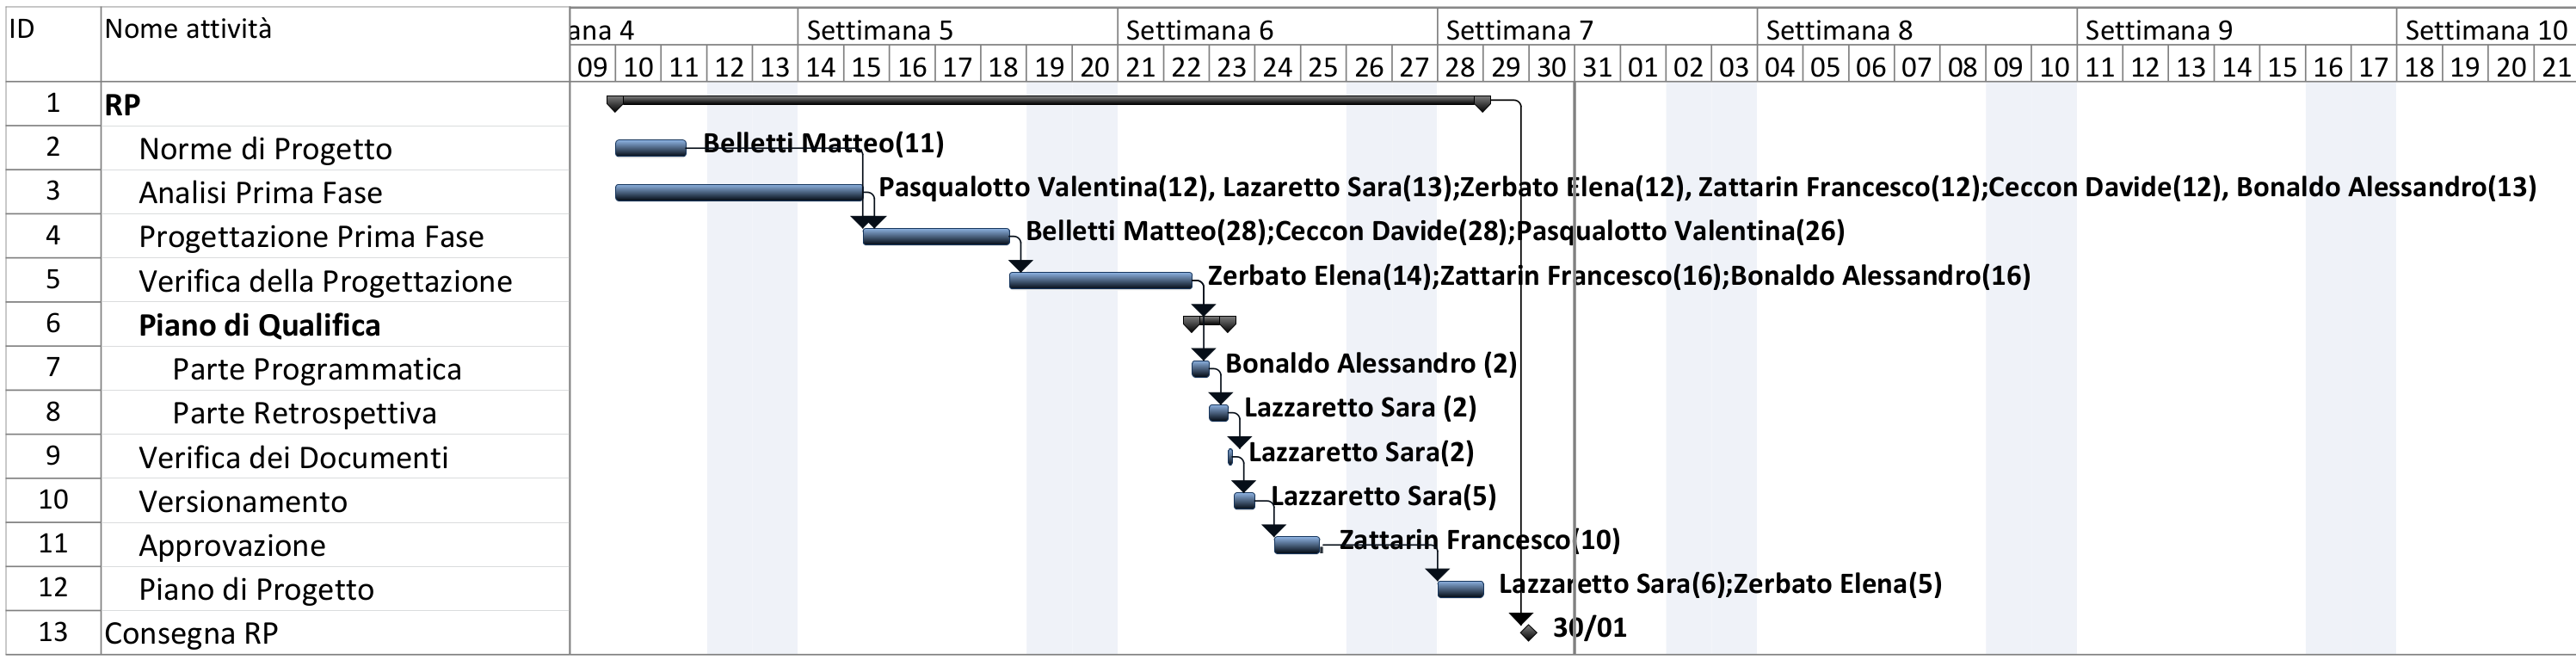 ID Nome attività ana 4 Settimana 5 Settimana 6 Settimana 7 Settimana 8 Settimana 9 Settimana 10
09 10 11 12 13 14 15 16 17 18 19 20 21 22 23 24 25 26 27 28 29 30 31 01 02 03 04 05 06 07 08 09 10 11 12 13 14 15 16 17 18 19 20 21
1 RP
2 Norme di Progetto Belletti Matteo(11)
3 Analisi Prima Fase Pasqualotto Valentina(12), Lazaretto Sara(13);Zerbato Elena(12), Zattarin Francesco(12);Ceccon Davide(12), Bonaldo Alessandro(13)
4 Progettazione Prima Fase Belletti Matteo(28);Ceccon Davide(28);Pasqualotto Valentina(26)
5 Verifica della Progettazione Zerbato Elena(14);Zattarin Francesco(16);Bonaldo Alessandro(16)
6 Piano di Qualifica
7 Parte Programmatica Bonaldo Alessandro (2)
8 Parte Retrospettiva Lazzaretto Sara (2)
9 Verifica dei Documenti Lazzaretto Sara(2)
10 Versionamento Lazzaretto Sara(5)
11 Approvazione Zattarin Francesco(10)
12 Piano di Progetto Lazzaretto Sara(6);Zerbato Elena(5)
13 Consegna RP 30/01